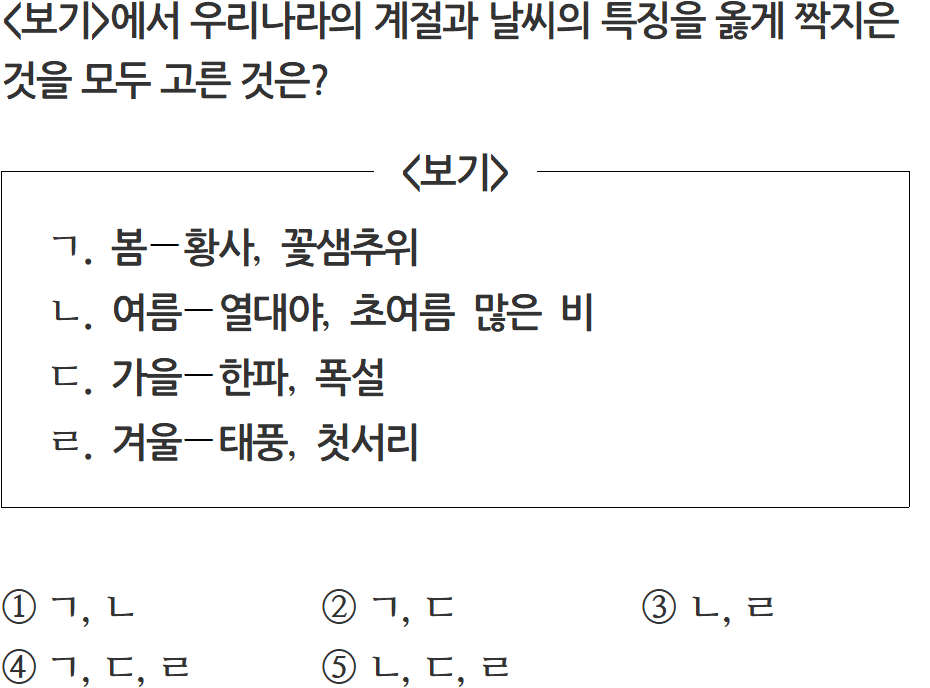 <보기>에서 우리나라의 계절과 날씨의 특징을 옳게 짝지은
것을 모두 고른 것은?
<보기>
ㄱ. 봄－황사, 꽃샘추위
ㄴ. 여름－열대야, 초여름 많은 비
ㄷ. 가을－한파, 폭설
ㄹ. 겨울－태풍, 첫서리
① ㄱ, ㄴ ② ㄱ, ㄷ ③ ㄴ, ㄹ
④ ㄱ, ㄷ, ㄹ ⑤ ㄴ, ㄷ, ㄹ